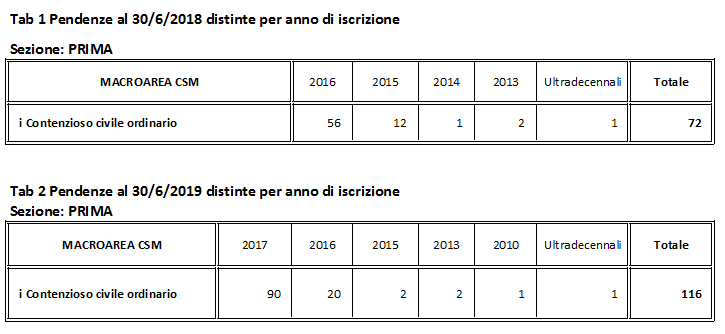 Tab 1 Pendenze al 30/6/2018 distinte per anno di iscrizione
Sezione: PRIMA
MACROAREA CSM 2016 2015 2014 2013 Ultradecennali Totale
i Contenzioso civile ordinario 56 12 1 2 1 72
Tab 2 Pendenze al 30/6/2019 distinte per anno di iscrizione
Sezione: PRIMA
MACROAREA CSM 2017 2016 2015 2013 2010 Ultradecennali Totale
i Contenzioso civile ordinario 90 20 2 2 1 1 116